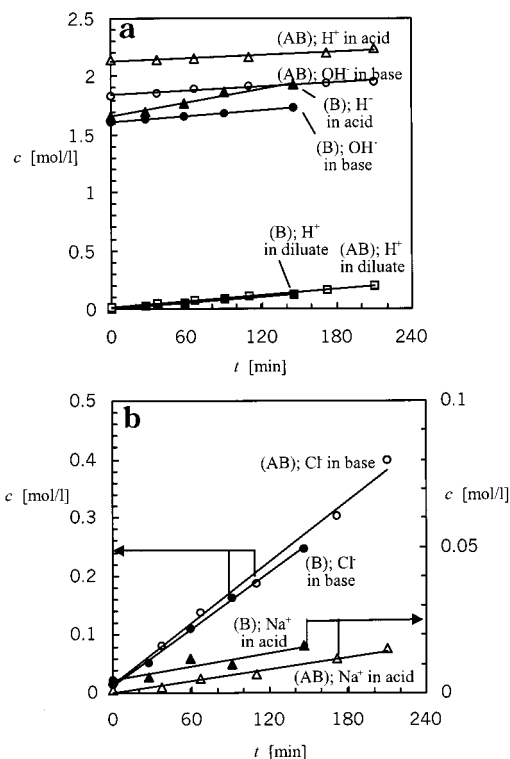 a
2.5
2
1.5
1
0.5
0
c [mol/l]
(AB); H⁺ in acid
(AB); OH⁻ in base
(B); H⁻
in acid
(B); OH⁻
in base
(B); H⁺
in diluate
(AB); H⁺
in diluate
0 60 120 180 240
t [min]
b
0.5
0.4
0.3
0.2
0.1
0
c [mol/l]
0.1
0.05
0
c [mol/l]
(AB); Cl⁻ in base
(B); Cl⁻
in base
(B); Na⁺
in acid
(AB); Na⁺ in acid
0 60 120 180 240
t [min]